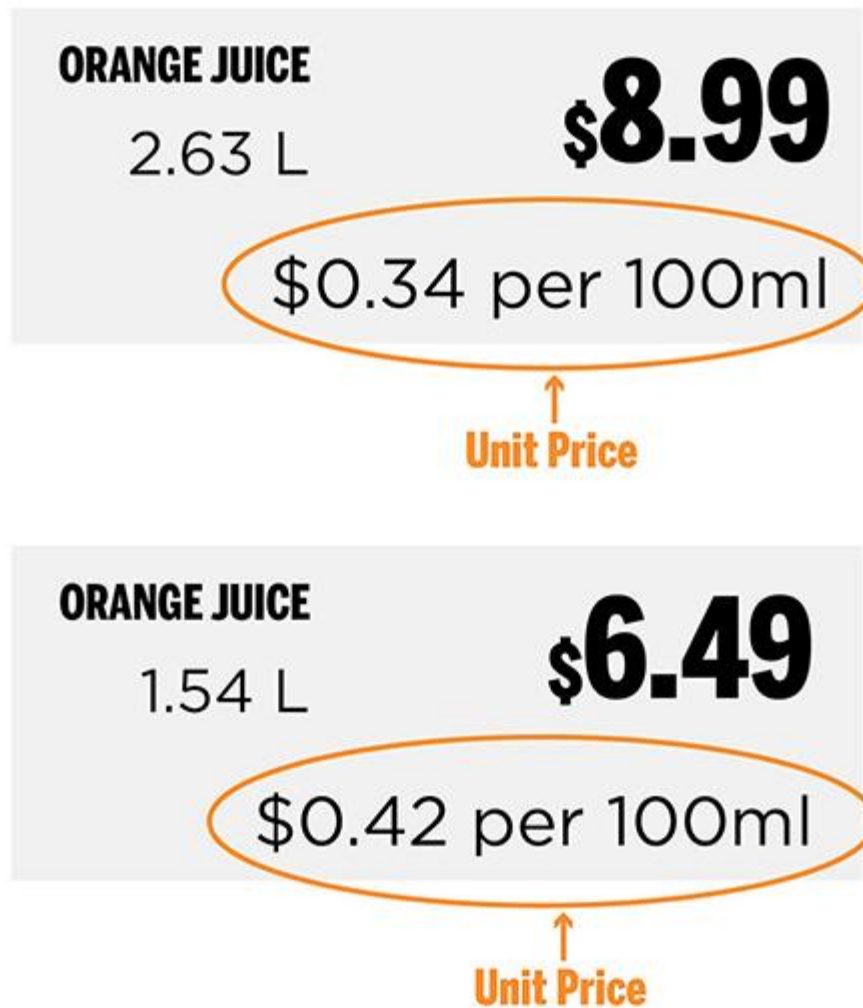 ORANGE JUICE
$8.99
2.63 L
$0.34 per 100ml
↑
Unit Price
ORANGE JUICE
$6.49
1.54 L
$0.42 per 100ml
↑
Unit Price